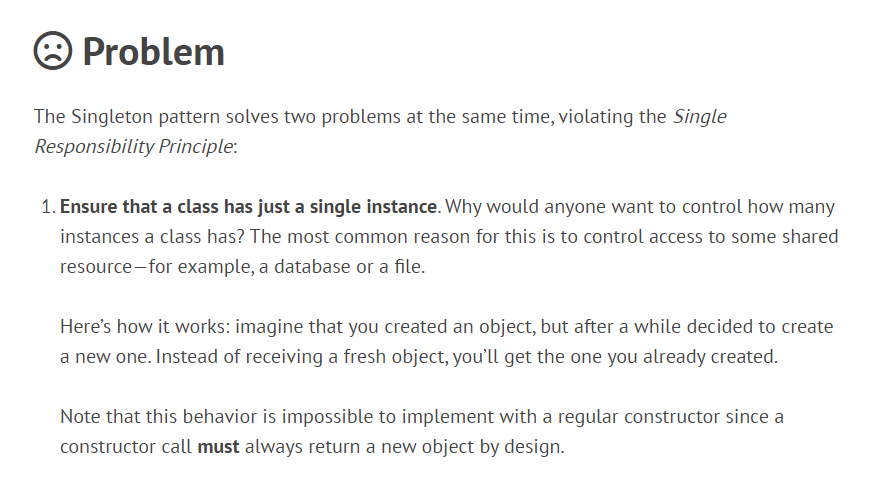 Problem
The Singleton pattern solves two problems at the same time, violating the Single
Responsibility Principle:
1. Ensure that a class has just a single instance. Why would anyone want to control how many
instances a class has? The most common reason for this is to control access to some shared
resource—for example, a database or a file.
Here’s how it works: imagine that you created an object, but after a while decided to create
a new one. Instead of receiving a fresh object, you’ll get the one you already created.
Note that this behavior is impossible to implement with a regular constructor since a
constructor call must always return a new object by design.